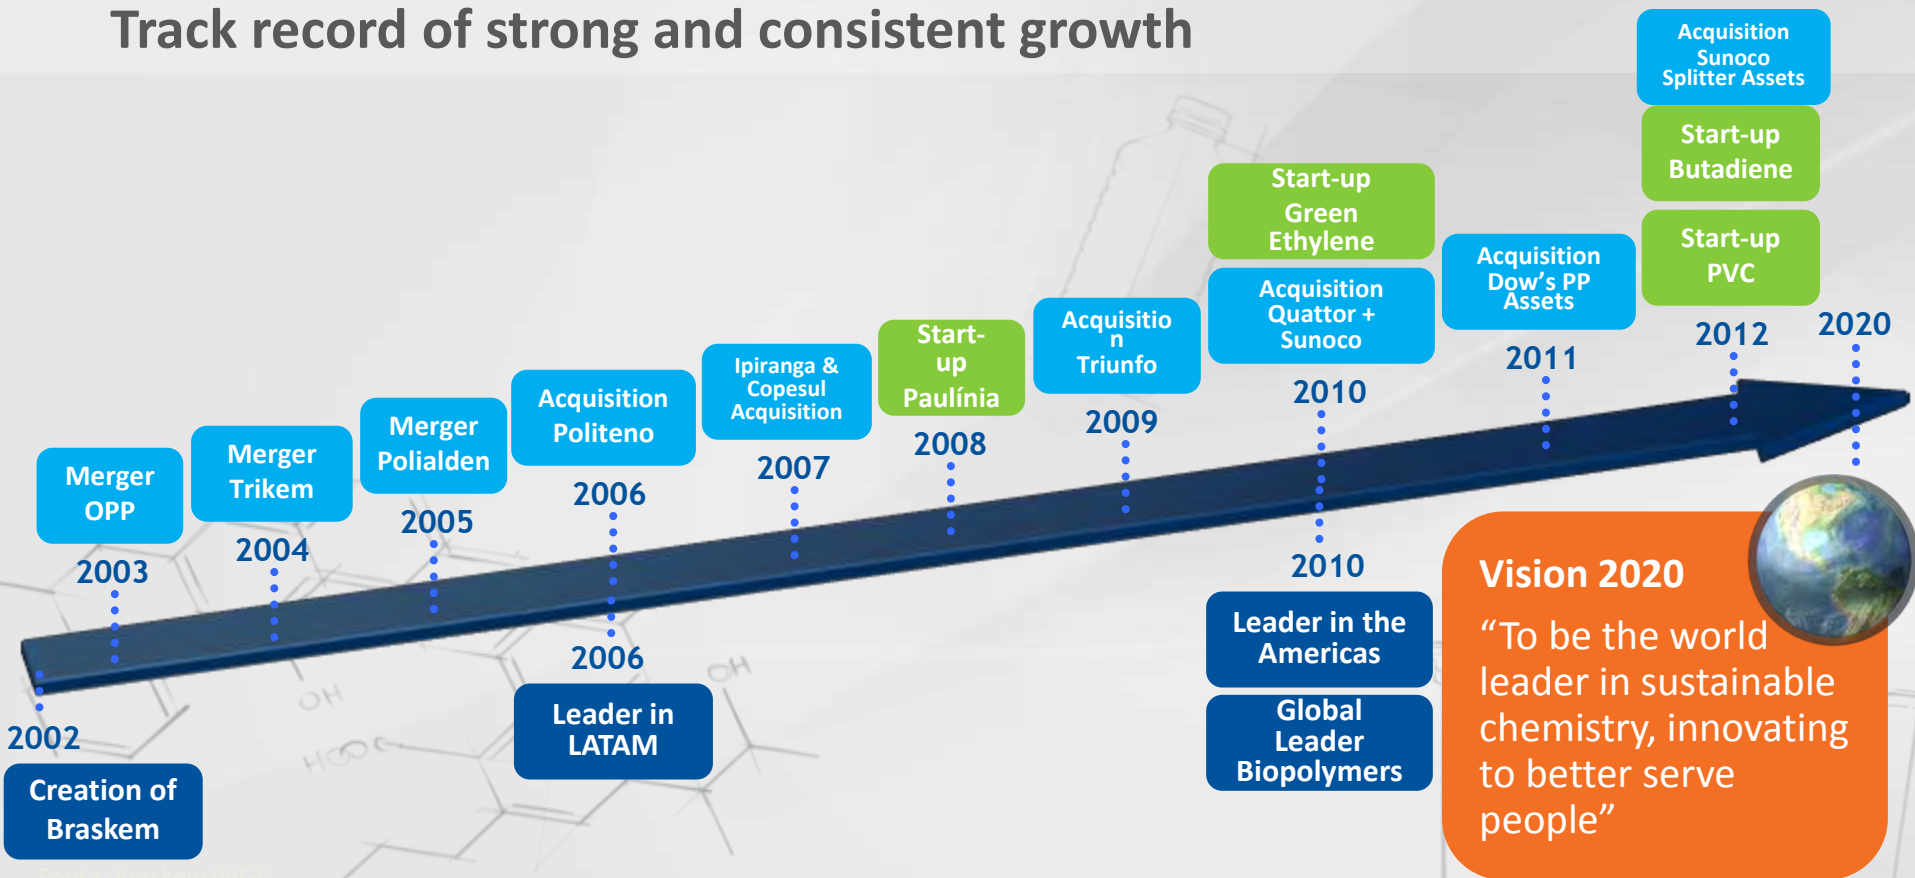 Track record of strong and consistent growth
Acquisition
Sunoco
Splitter Assets
Start-up
Butadiene
Start-up
PVC
2012
2020
Start-up
Green
Ethylene
Acquisition
Quattor +
Sunoco
2010
Acquisition
Dow’s PP
Assets
2011
Acquisitio
n
Triunfo
2009
Start-
up
Paulínia
2008
Ipiranga &
Copesul
Acquisition
2007
Acquisition
Politeno
2006
Merger
Polialden
2005
Merger
Trikem
2004
Merger
OPP
2003
2002
Creation of
Braskem
2006
Leader in
LATAM
2010
Leader in the
Americas
Global
Leader
Biopolymers
Vision 2020
“To be the world
leader in sustainable
chemistry, innovating
to better serve
people”
OH
HOOC
OH